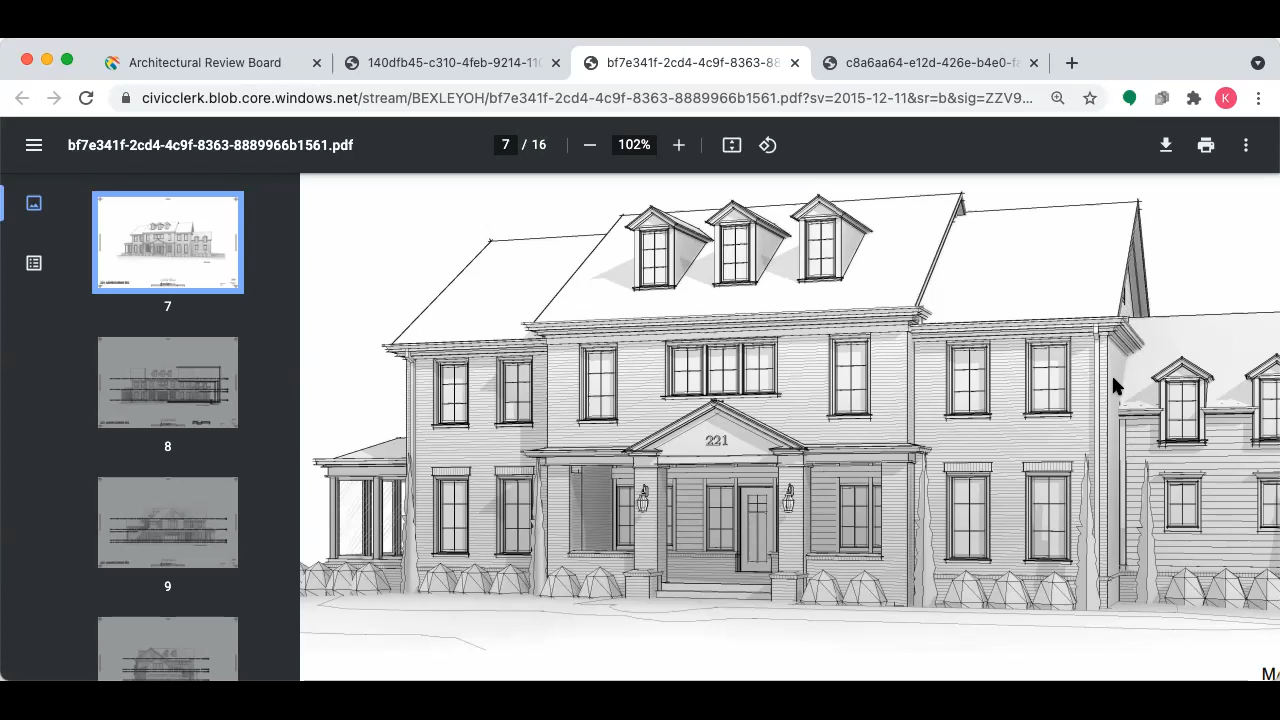 Architectural Review Board
140dfb45-c310-4feb-9214-110
bf7e341f-2cd4-4c9f-8363-88
c8a6aa64-e12d-426e-b4e0-fa
civicclerk.blob.core.windows.net/stream/BEXLEYOH/bf7e341f-2cd4-4c9f-8363-8889966b1561.pdf?sv=2015-12-11&sr=b&sig=ZZV9...
K
bf7e341f-2cd4-4c9f-8363-8889966b1561.pdf
7 / 16
102%
7
8
9
221